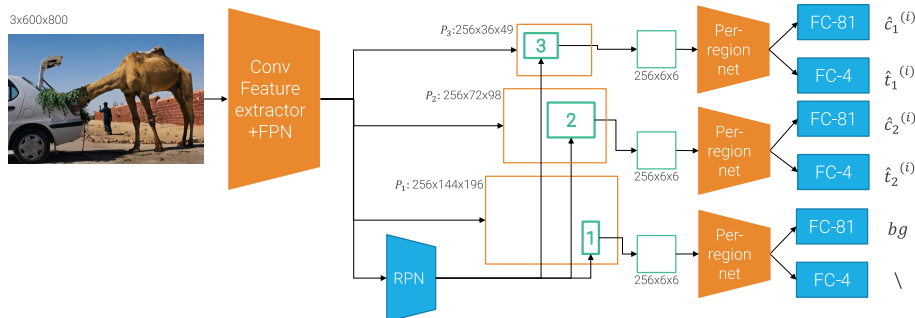 3x600x800
Conv
Feature
extractor
+FPN
RPN
P₃:256x36x49
3
P₂: 256x72x98
2
P₁: 256x144x196
1
256x6x6
Per-
region
net
FC-81
ĉ₁⁽ⁱ⁾
FC-4
t̂₁⁽ⁱ⁾
256x6x6
Per-
region
net
FC-81
ĉ₂⁽ⁱ⁾
FC-4
t̂₂⁽ⁱ⁾
256x6x6
Per-
region
net
FC-81
bg
FC-4
\